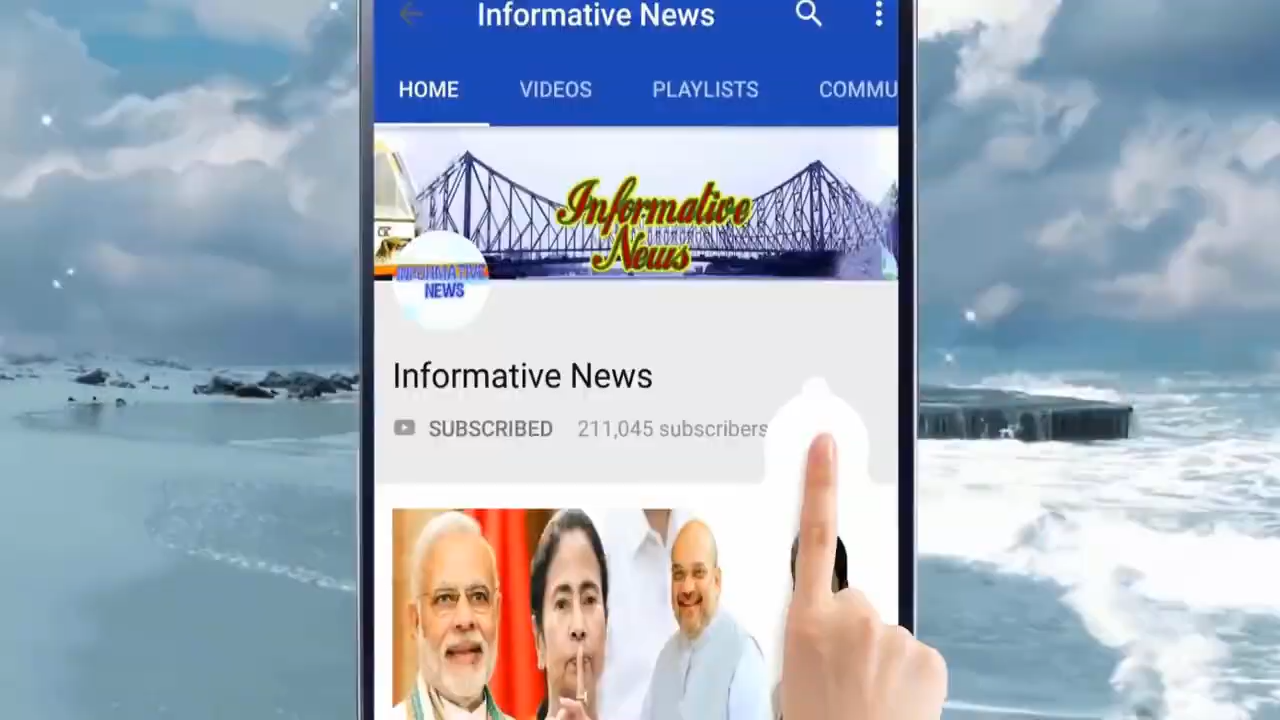 Informative News
HOME VIDEOS PLAYLISTS COMMU
Informative
News
INFORMATIVE
NEWS
Informative News
SUBSCRIBED 211,045 subscribers